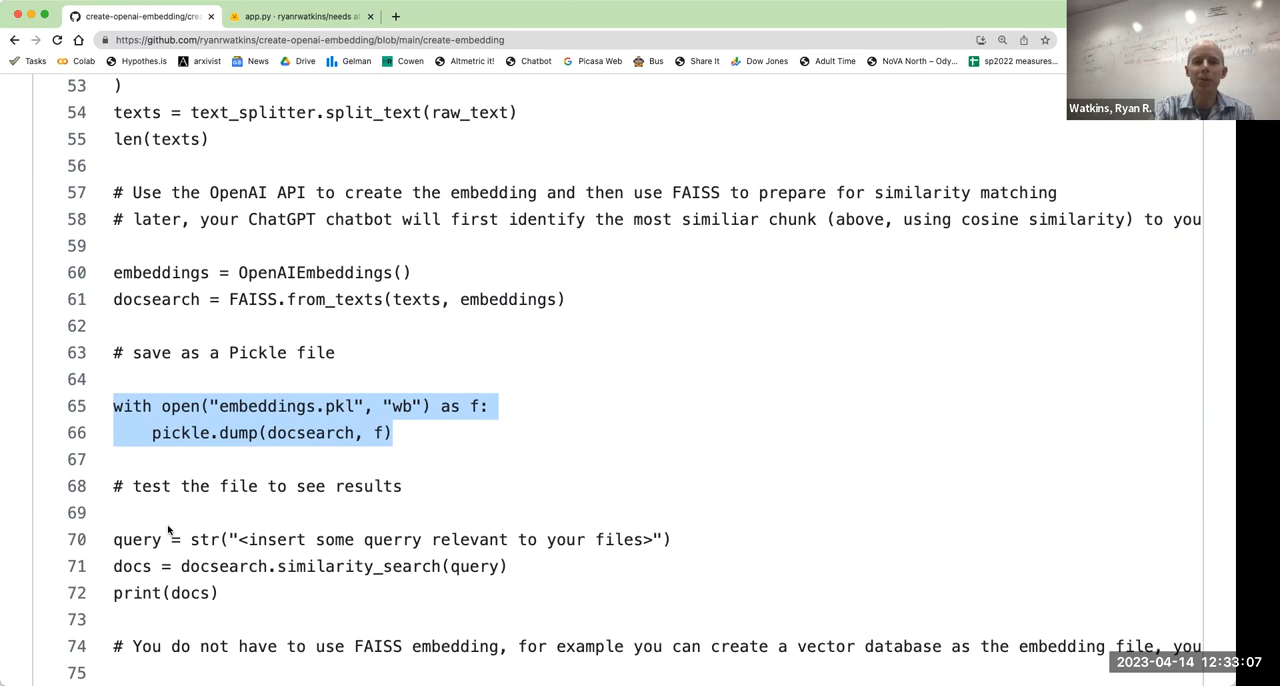 create-openai-embedding/cre
app.py · ryanrwatkins/needs a
https://github.com/ryanrwatkins/create-openai-embedding/blob/main/create-embedding
Tasks Colab Hypothes.is arxivist News Drive Gelman Cowen Altmetric it! Chatbot Picasa Web Bus Share It Dow Jones Adult Time NoVA North – Ody... sp2022 measures...
Watkins, Ryan R.
53 )
54 texts = text_splitter.split_text(raw_text)
55 len(texts)
56
57 # Use the OpenAI API to create the embedding and then use FAISS to prepare for similarity matching
58 # later, your ChatGPT chatbot will first identify the most similiar chunk (above, using cosine similarity) to you
59
60 embeddings = OpenAIEmbeddings()
61 docsearch = FAISS.from_texts(texts, embeddings)
62
63 # save as a Pickle file
64
65 with open("embeddings.pkl", "wb") as f:
66     pickle.dump(docsearch, f)
67
68 # test the file to see results
69
70 query = str("<insert some querry relevant to your files>")
71 docs = docsearch.similarity_search(query)
72 print(docs)
73
74 # You do not have to use FAISS embedding, for example you can create a vector database as the embedding file, you
75
2023-04-14 12:33:07